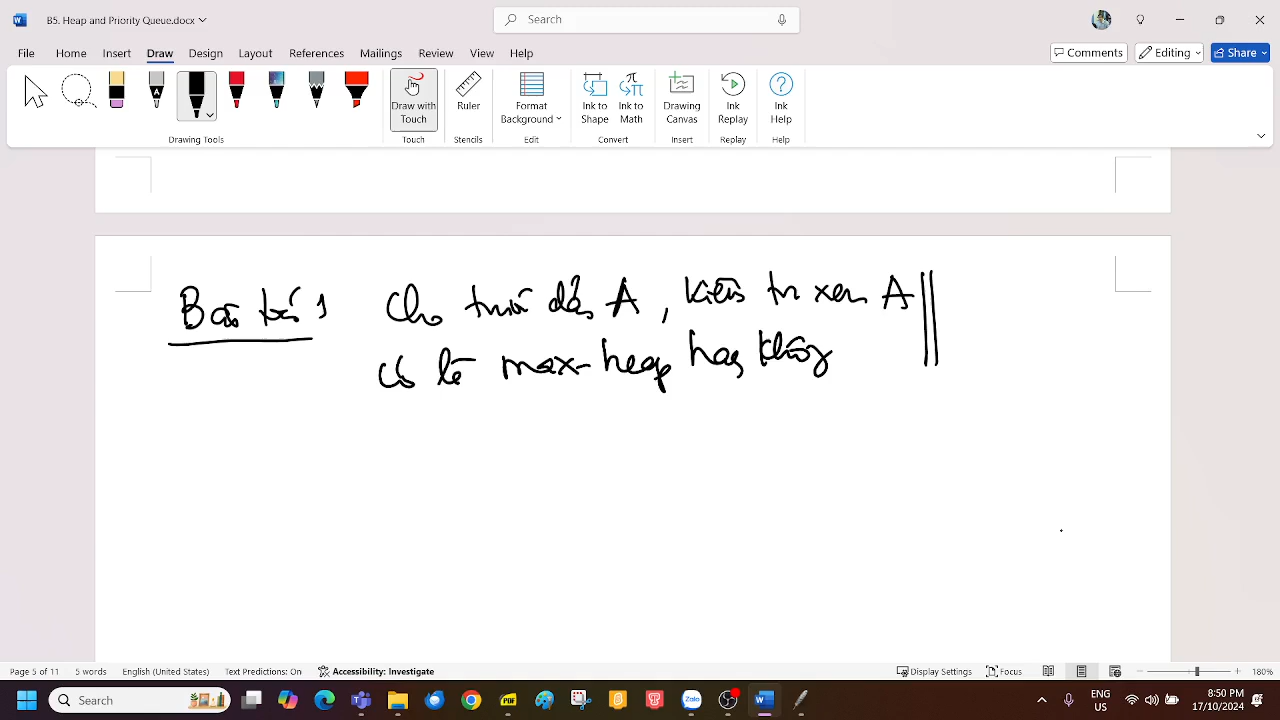 B5. Heap and Priority Queue.docx
Search
File Home Insert Draw Design Layout References Mailings Review View Help
Comments Editing Share
Draw with Touch
Ruler
Format Background
Ink to Shape
Ink to Math
Drawing Canvas
Ink Replay
Ink Help
Drawing Tools Touch Stencils Edit Convert Insert Replay Help
Bài toán 1 Cho trước dãy A, kiểm tra xem A
có là max-heap hay không
Page 5 of 11 5 words English (United States) Text Predictions: On Accessibility: Investigate Display Settings Focus 180%
Search
ENG
US
8:50 PM
17/10/2024